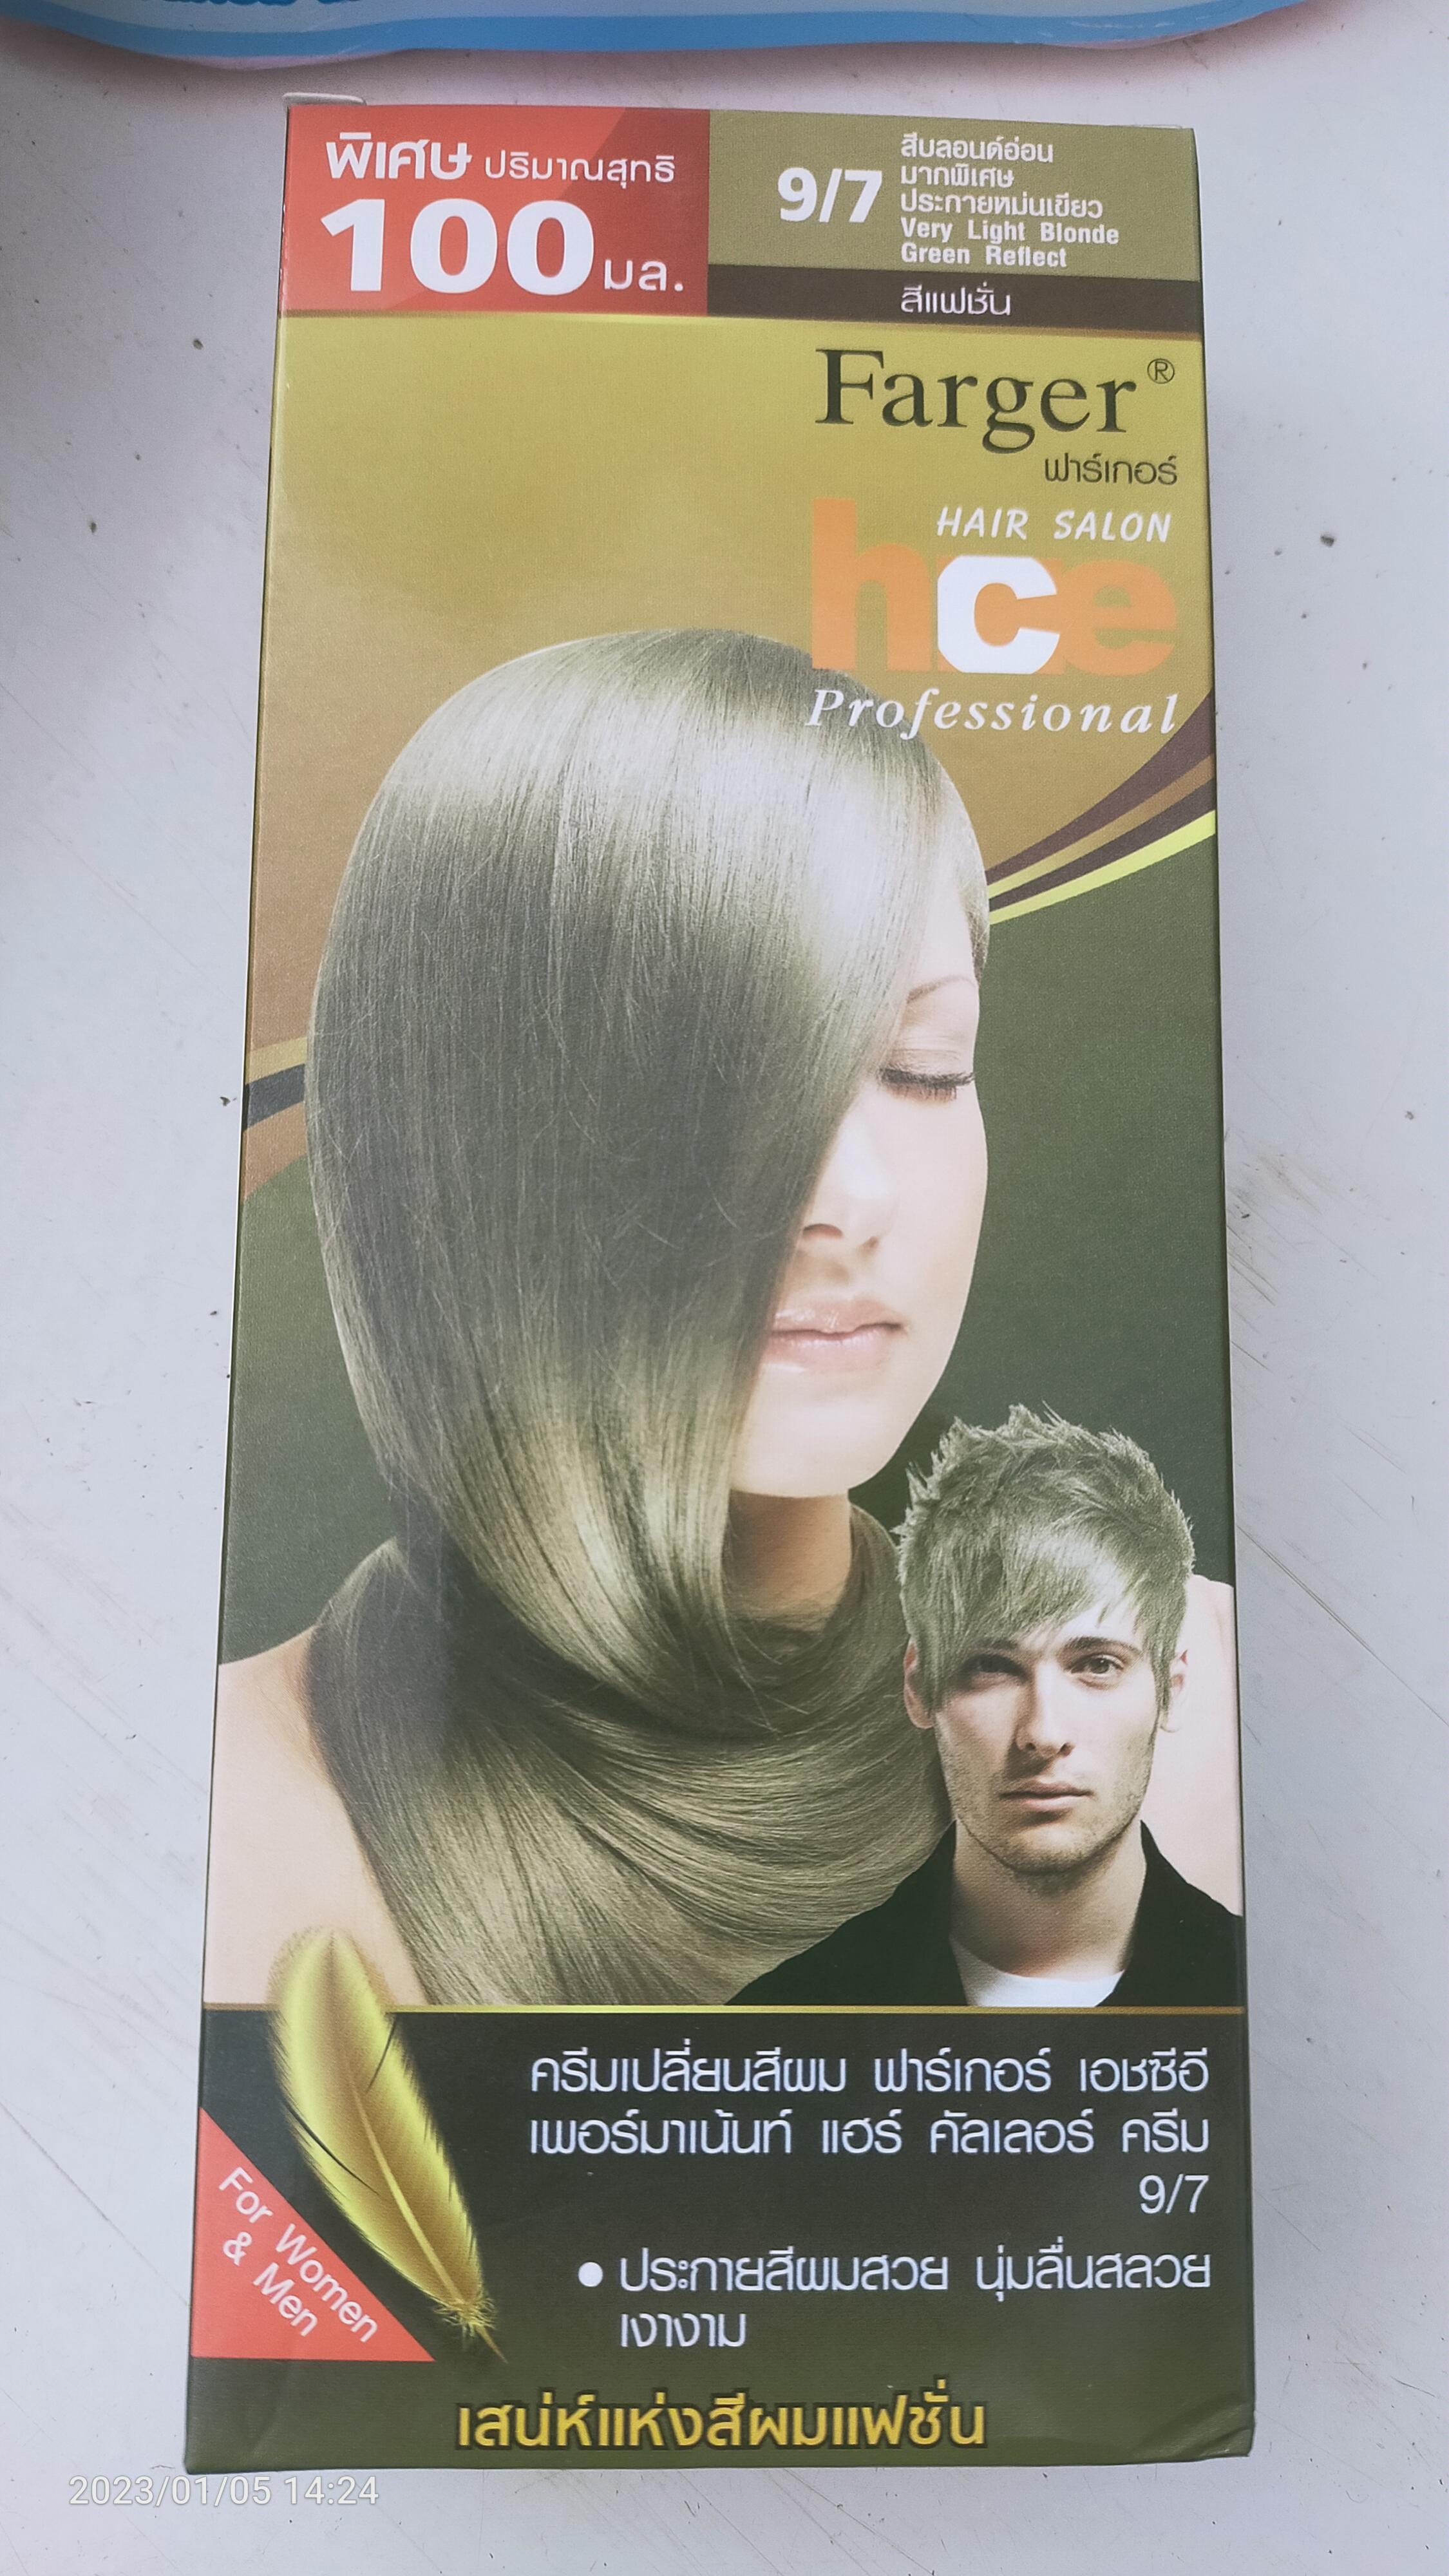 พิเศษ ปริมาณสุทธิ
100 มล.
9/7
สีบลอนด์อ่อน
มากพิเศษ
ประกายหม่นเขียว
Very Light Blonde
Green Reflect
สีแฟชั่น
Farger®
ฟาร์เกอร์
HAIR SALON
hce
Professional
ครีมเปลี่ยนสีผม ฟาร์เกอร์ เอชซีอี
เพอร์มาเน้นท์ แฮร์ คัลเลอร์ ครีม
9/7
• ประกายสีผมสวย นุ่มลื่นสลวย
เงางาม
For Women
& Men
เสน่ห์แห่งสีผมแฟชั่น
2023/01/05 14:24